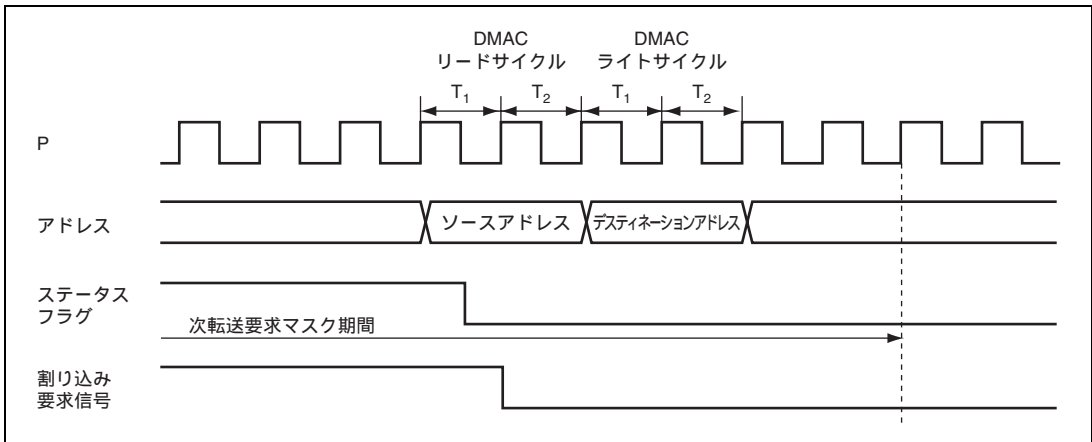 DMAC
リードサイクル
DMAC
ライトサイクル
T1 T2 T1 T2
P
アドレス
ソースアドレス
デスティネーションアドレス
ステータス
フラグ
次転送要求マスク期間
割り込み
要求信号